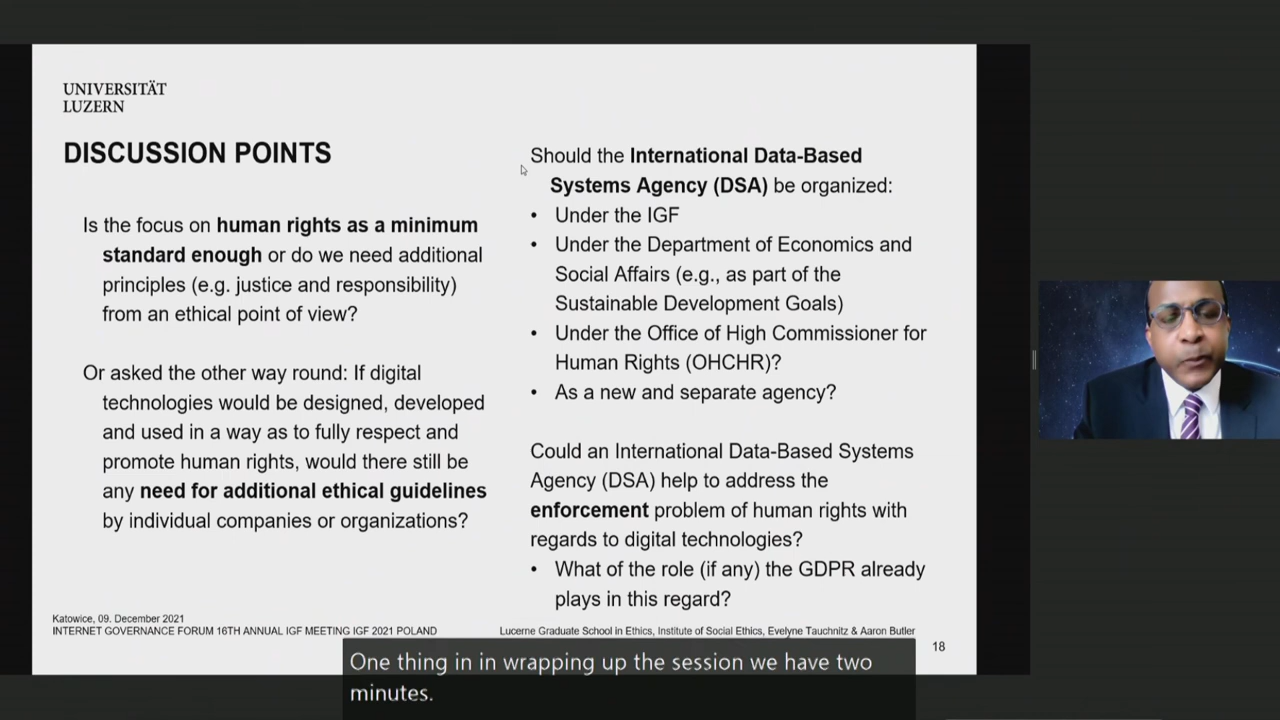 UNIVERSITÄT
LUZERN
DISCUSSION POINTS
Is the focus on human rights as a minimum
standard enough or do we need additional
principles (e.g. justice and responsibility)
from an ethical point of view?
Or asked the other way round: If digital
technologies would be designed, developed
and used in a way as to fully respect and
promote human rights, would there still be
any need for additional ethical guidelines
by individual companies or organizations?
Should the International Data-Based
Systems Agency (DSA) be organized:
• Under the IGF
• Under the Department of Economics and
Social Affairs (e.g., as part of the
Sustainable Development Goals)
• Under the Office of High Commissioner for
Human Rights (OHCHR)?
• As a new and separate agency?
Could an International Data-Based Systems
Agency (DSA) help to address the
enforcement problem of human rights with
regards to digital technologies?
• What of the role (if any) the GDPR already
plays in this regard?
Katowice, 09. December 2021
INTERNET GOVERNANCE FORUM 16TH ANNUAL IGF MEETING IGF 2021 POLAND
Lucerne Graduate School in Ethics, Institute of Social Ethics, Evelyne Tauchnitz & Aaron Butler
18
One thing in in wrapping up the session we have two
minutes.